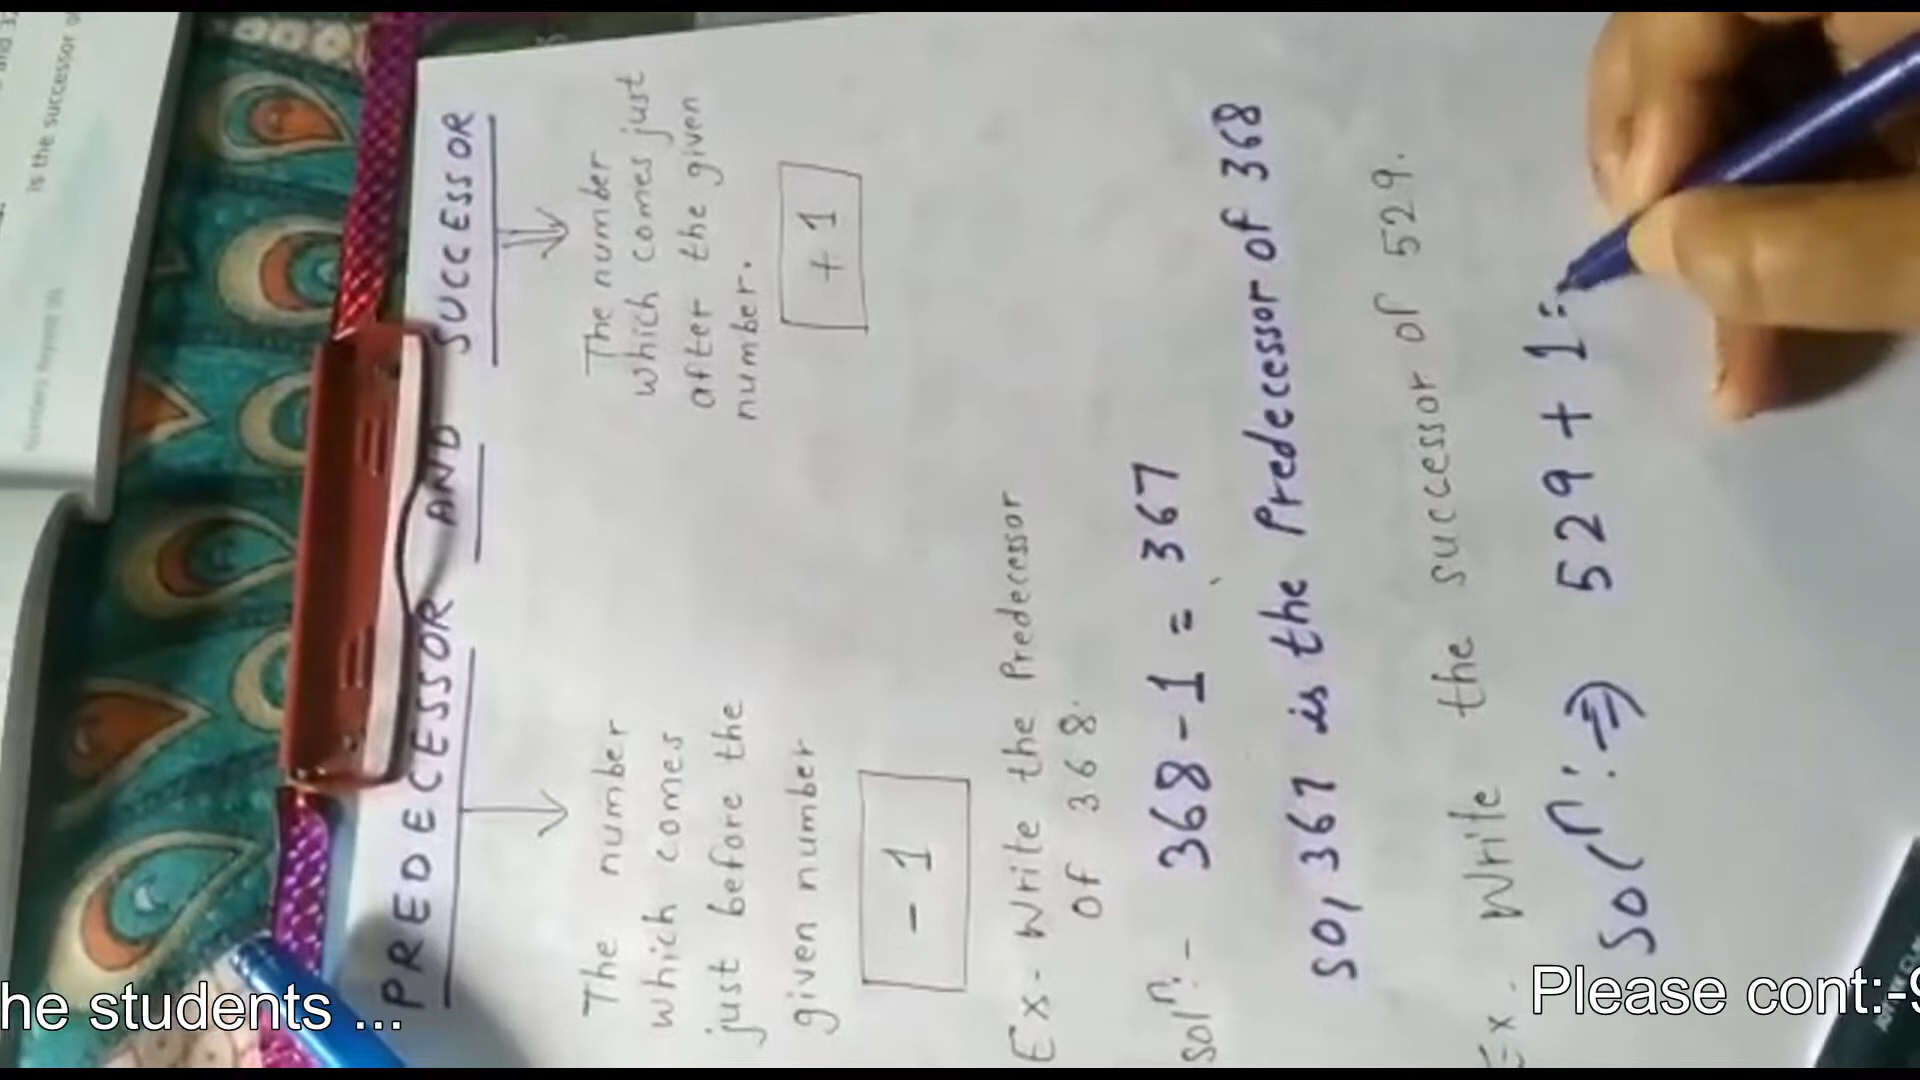 PREDECESSOR AND SUCCESSOR
The number
which comes
just before the
given number
- 1
The number
which comes just
after the given
number.
+ 1
Ex - Write the Predecessor
of 368.
Solⁿ:- 368 - 1 = 367
So, 367 is the Predecessor of 368
Ex. Write the successor of 529.
Solⁿ:⇒ 529 + 1 =
is the successor
he students ...
Please cont:-9